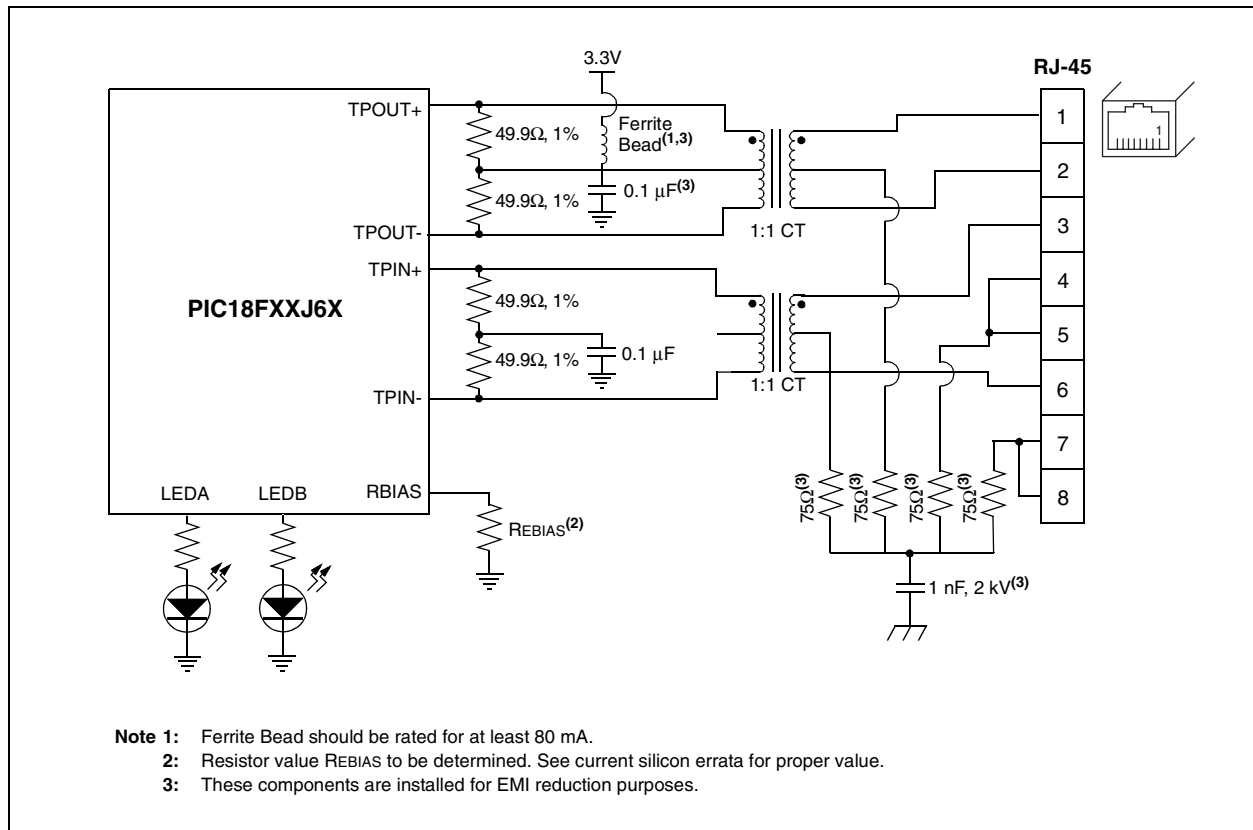 3.3V
RJ-45
TPOUT+
49.9Ω, 1%
Ferrite
Bead(1,3)
1
1
2
49.9Ω, 1%
0.1 μF(3)
TPOUT-
1:1 CT
3
TPIN+
4
PIC18FXXJ6X
49.9Ω, 1%
5
49.9Ω, 1%
0.1 μF
1:1 CT
6
TPIN-
7
LEDA
LEDB
RBIAS
75Ω(3)
75Ω(3)
75Ω(3)
75Ω(3)
8
REBIAS(2)
1 nF, 2 kV(3)
Note 1: Ferrite Bead should be rated for at least 80 mA.
2: Resistor value REBIAS to be determined. See current silicon errata for proper value.
3: These components are installed for EMI reduction purposes.